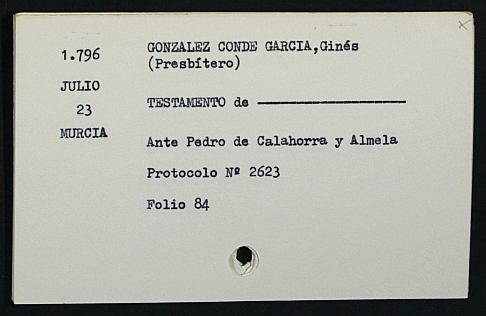 1.796
JULIO
23
MURCIA
GONZALEZ CONDE GARCIA,Ginés
(Presbítero)
TESTAMENTO de ————————————
Ante Pedro de Calahorra y Almela
Protocolo Nº 2623
Folio 84